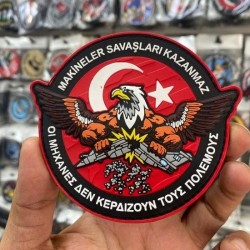 MAKİNELER SAVAŞLARI KAZANMAZ
ΟΙ ΜΗΧΑΝΕΣ ΔΕΝ ΚΕΡΔΙΖΟΥΝ ΤΟΥΣ ΠΟΛΕΜΟΥΣ